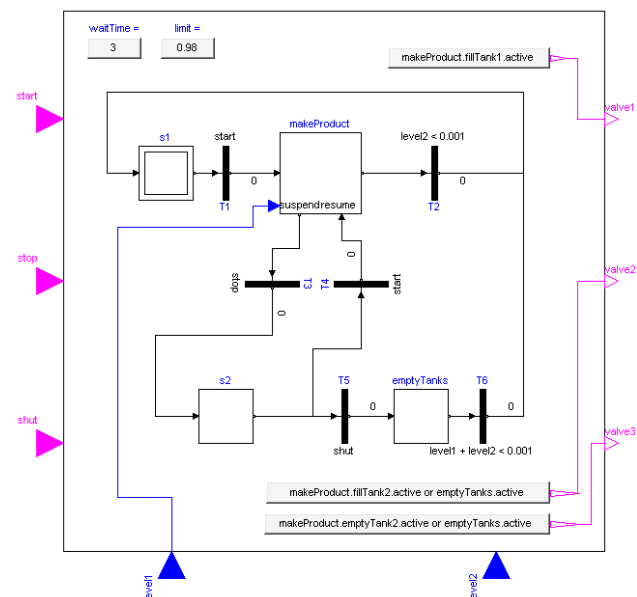 waitTime =
limit =
3
0.98
makeProduct.fillTank1.active
start
valve1
makeProduct
s1
start
level2 < 0.001
0
0
T1
T2
suspend
resume
stop
valve2
stop
T3
T4
start
0
0
s2
T5
emptyTanks
T6
0
0
shut
valve3
shut
level1 + level2 < 0.001
makeProduct.fillTank2.active or emptyTanks.active
makeProduct.emptyTank2.active or emptyTanks.active
level1
level2